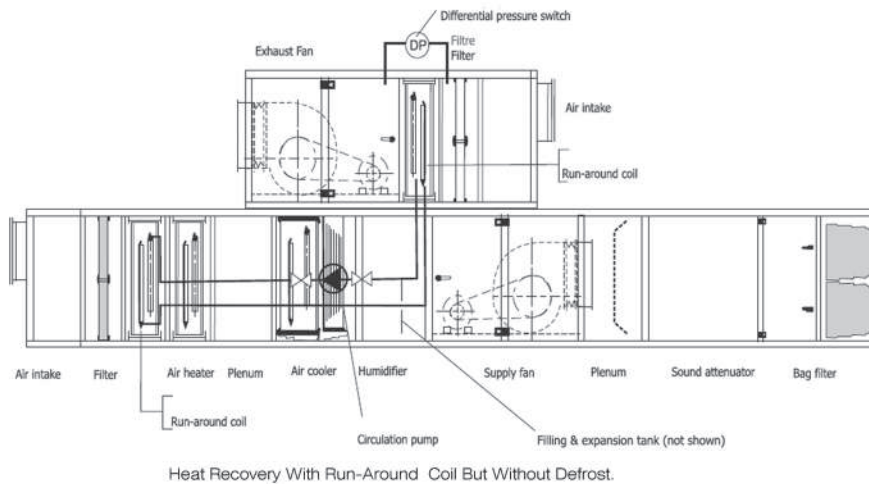 Differential pressure switch
DP
Filtre
Filter
Exhaust Fan
Air intake
Run-around coil
Air intake
Filter
Air heater
Plenum
Air cooler
Humidifier
Supply fan
Plenum
Sound attenuator
Bag filter
Run-around coil
Circulation pump
Filling & expansion tank (not shown)
Heat Recovery With Run-Around Coil But Without Defrost.